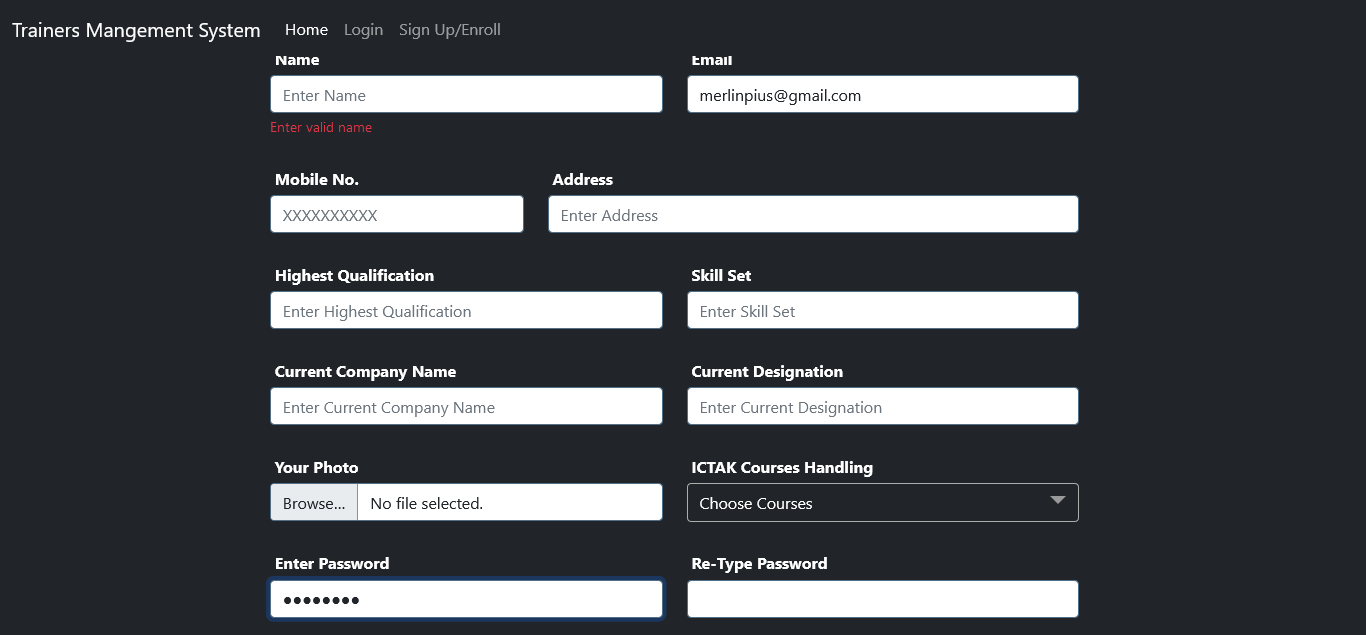 Trainers Mangement System Home Login Sign Up/Enroll
Name Email
Enter Name merlinpius@gmail.com
Enter valid name
Mobile No. Address
XXXXXXXXXX Enter Address
Highest Qualification Skill Set
Enter Highest Qualification Enter Skill Set
Current Company Name Current Designation
Enter Current Company Name Enter Current Designation
Your Photo ICTAK Courses Handling
Browse... No file selected. Choose Courses
Enter Password Re-Type Password
●●●●●●●●